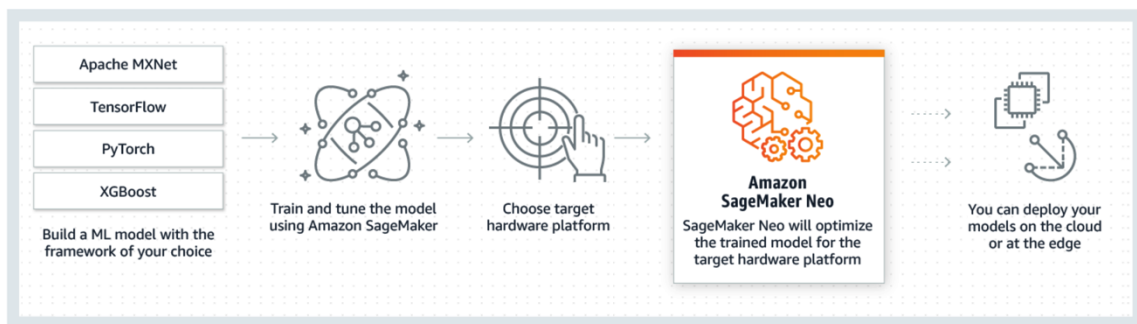 Apache MXNet
TensorFlow
PyTorch
XGBoost
Build a ML model with the
framework of your choice
Train and tune the model
using Amazon SageMaker
Choose target
hardware platform
Amazon
SageMaker Neo
SageMaker Neo will optimize
the trained model for the
target hardware platform
You can deploy your
models on the cloud
or at the edge